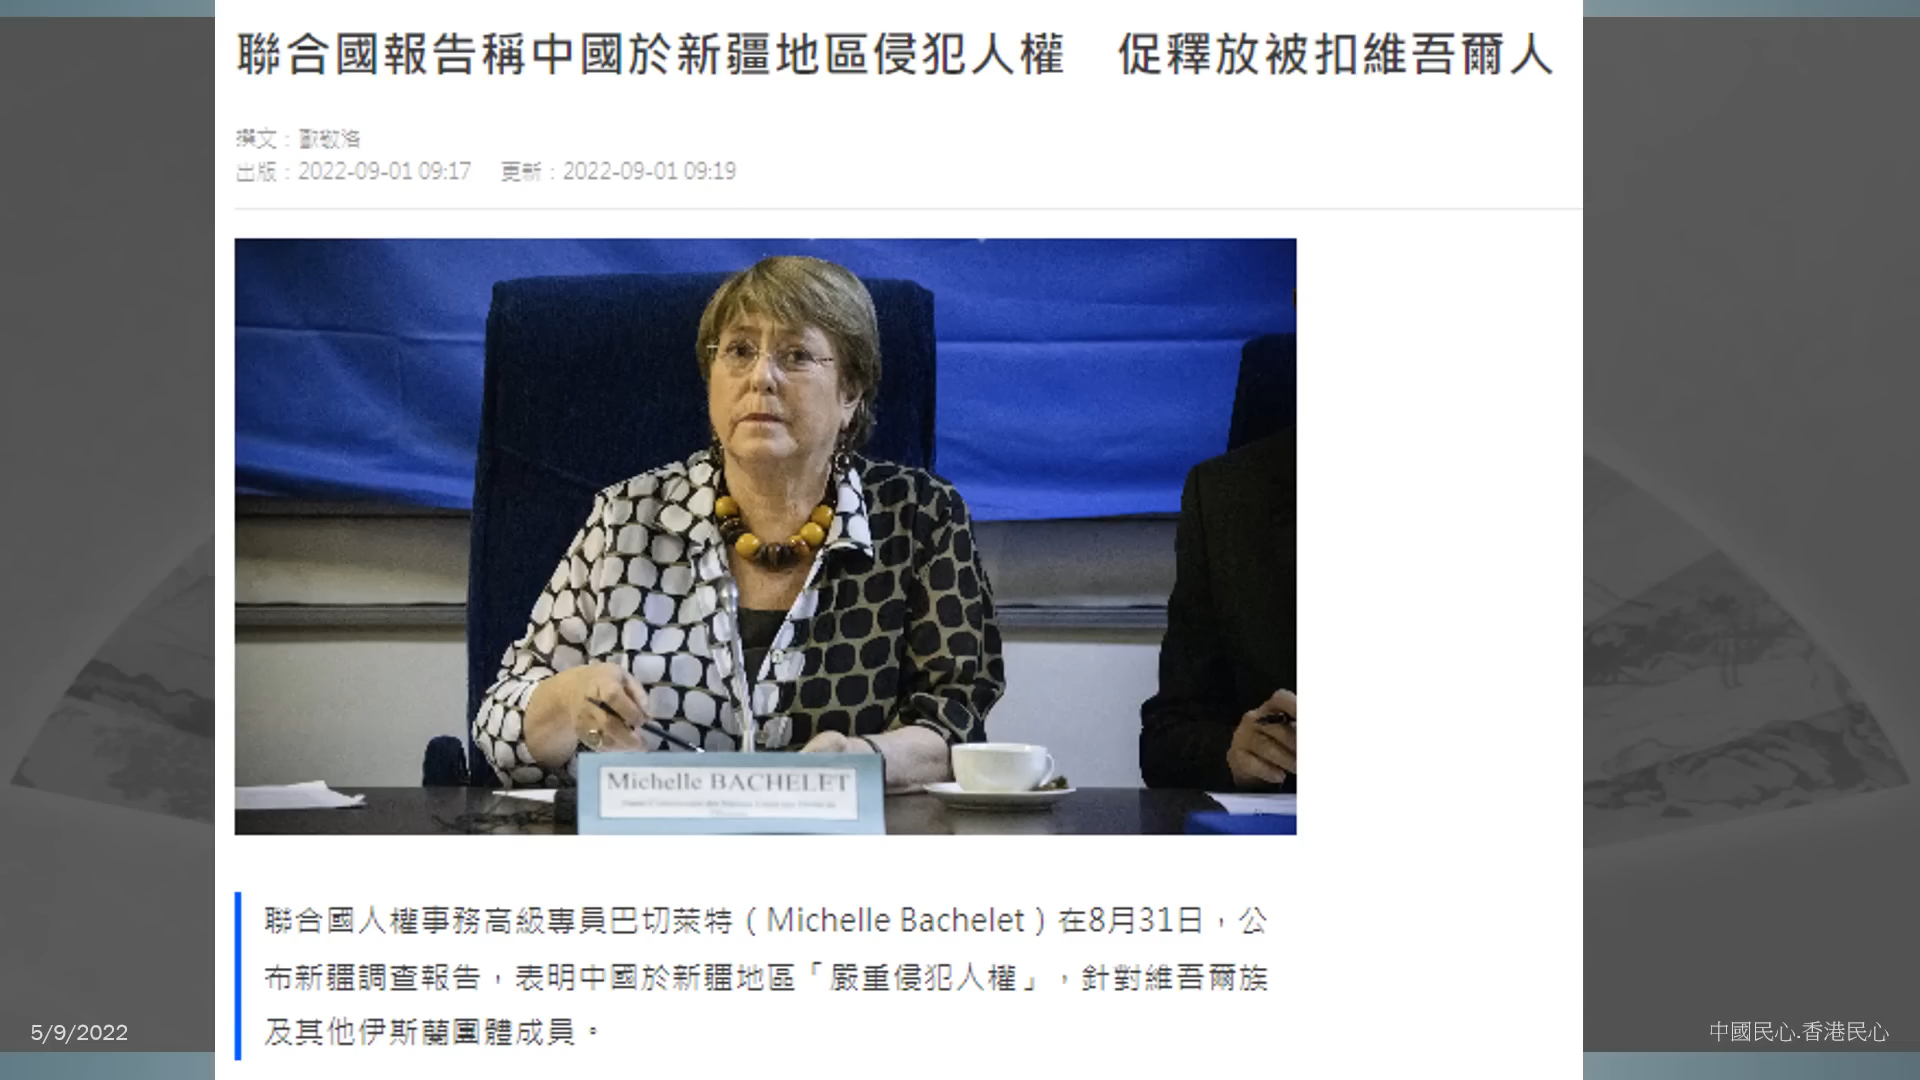 聯合國報告稱中國於新疆地區侵犯人權　促釋放被扣維吾爾人
撰文：歐敬洛
出版：2022-09-01 09:17　更新：2022-09-01 09:19
Michelle BACHELET
聯合國人權事務高級專員巴切萊特（Michelle Bachelet）在8月31日，公
布新疆調查報告，表明中國於新疆地區「嚴重侵犯人權」，針對維吾爾族
及其他伊斯蘭團體成員。
5/9/2022
中國民心.香港民心